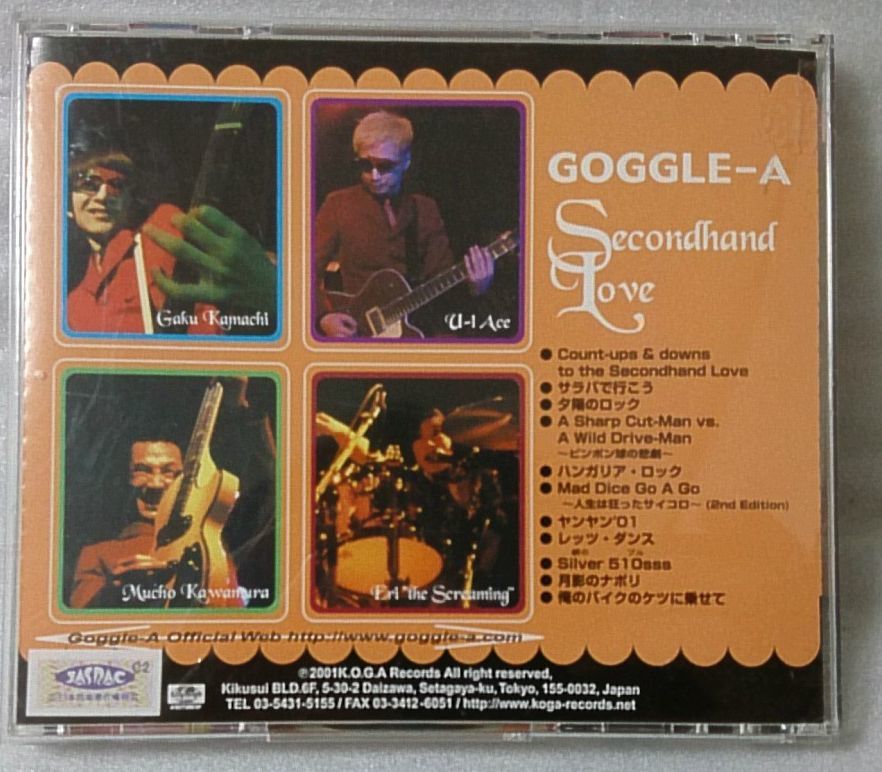 GOGGLE-A
Secondhand
Love
Gaku Kamachi
U-1 Ace
Mucho Kawamura
Eri "the Screaming"
● Count-ups & downs
to the Secondhand Love
● サラバで行こう
● 夕陽のロック
● A Sharp Cut-Man vs.
A Wild Drive-Man
～ピンポン球の悲劇～
● ハンガリア・ロック
● Mad Dice Go A Go
～人生は狂ったサイコロ～ (2nd Edition)
● ヤンヤン'01
● レッツ・ダンス
● Silver 510sss
● 月影のナポリ
● 俺のバイクのケツに乗せて
Goggle-A Official Web http://www.goggle-a.com
JASRAC
℗2001K.O.G.A Records All right reserved,
Kikusui BLD.6F, 5-30-2 Daizawa, Setagaya-ku, Tokyo, 155-0032, Japan
TEL 03-5431-5155 / FAX 03-3412-6051 / http://www.koga-records.net